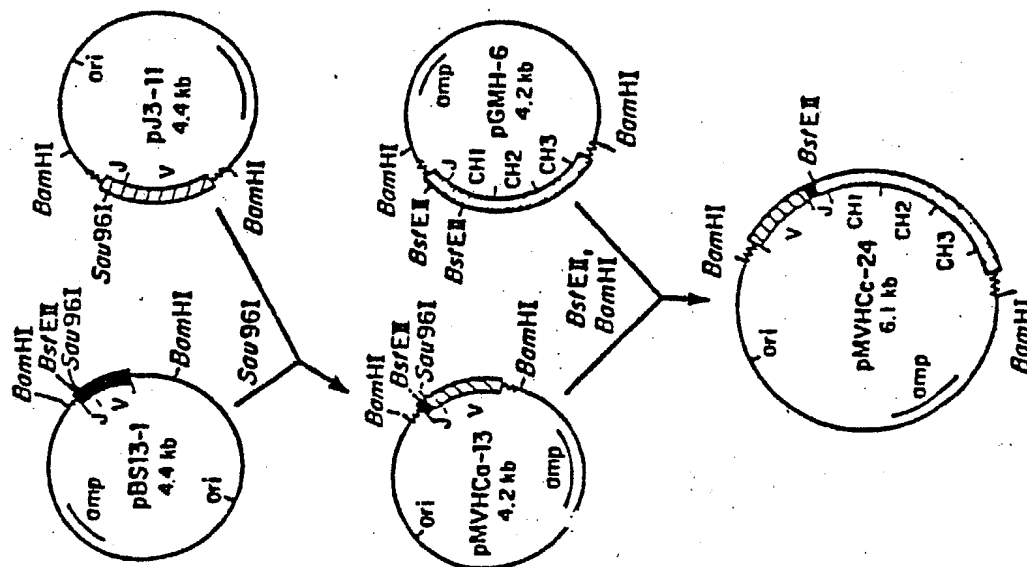 BamHI
BstEII
Sau96I
J
V
BamHI
amp
pBS13-1
4.4 kb
ori
BamHI
ori
pJ3-11
4.4 kb
J
V
Sau96I
BamHI
Sau96I
BamHI
BstEII
Sau96I
J
V
BamHI
ori
pMVHCa-13
4.2 kb
amp
BamHI
amp
pGMH-6
4.2 kb
BstEII
J
CH1
BstEII
CH2
CH3
BamHI
BstEII,
BamHI
BamHI
BstEII
V
J
CH1
CH2
CH3
ori
pMVHCc-24
6.1 kb
amp
BamHI